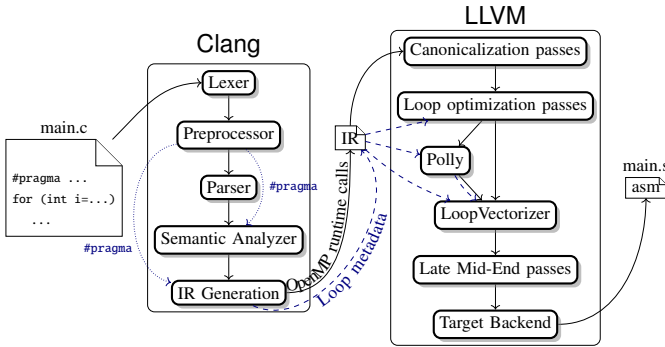 LLVM
Clang
Canonicalization passes
Lexer
Loop optimization passes
main.c
Preprocessor
IR
Polly
main.s
#pragma ...
for (int i=...)
...
Parser
#pragma
asm
LoopVectorizer
Semantic Analyzer
#pragma
OpenMP runtime calls
Loop metadata
Late Mid-End passes
IR Generation
Target Backend